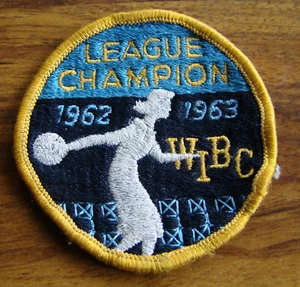 LEAGUE
CHAMPION
1962 1963
WIBC